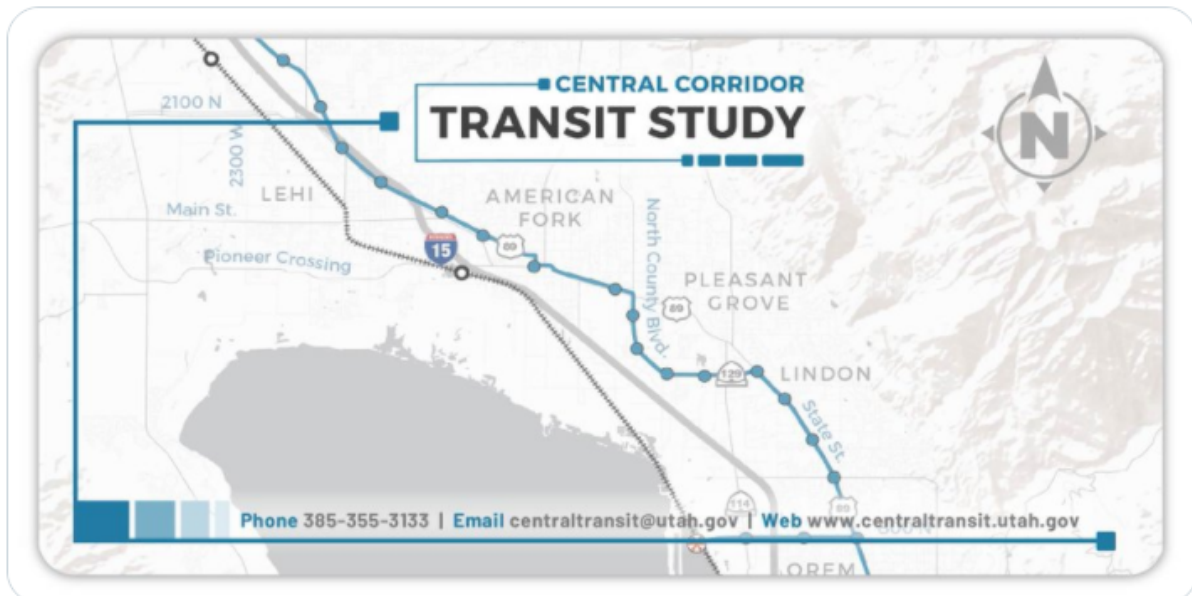 CENTRAL CORRIDOR
TRANSIT STUDY
N
2100 N
2300 W
LEHI
AMERICAN
FORK
Main St.
North County Blvd.
89
15
Pioneer Crossing
PLEASANT
GROVE
89
129
LINDON
State St.
114
89
Phone 385-355-3133 | Email centraltransit@utah.gov | Web www.centraltransit.utah.gov
OREM